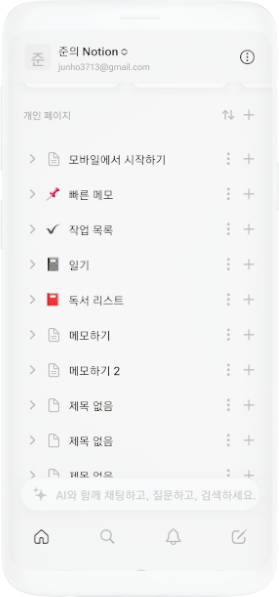 준
준의 Notion
junho3713@gmail.com
개인 페이지
모바일에서 시작하기
빠른 메모
작업 목록
일기
독서 리스트
메모하기
메모하기 2
제목 없음
제목 없음
제목 없음
AI와 함께 채팅하고, 질문하고, 검색하세요.